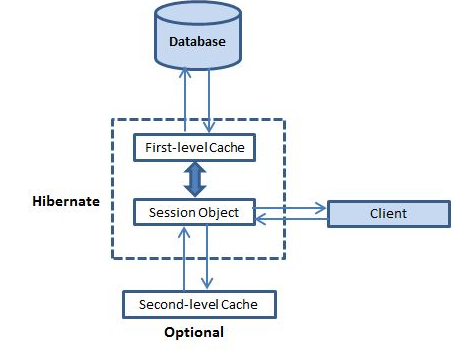 Database
First-level Cache
Hibernate
Session Object
Client
Second-level Cache
Optional